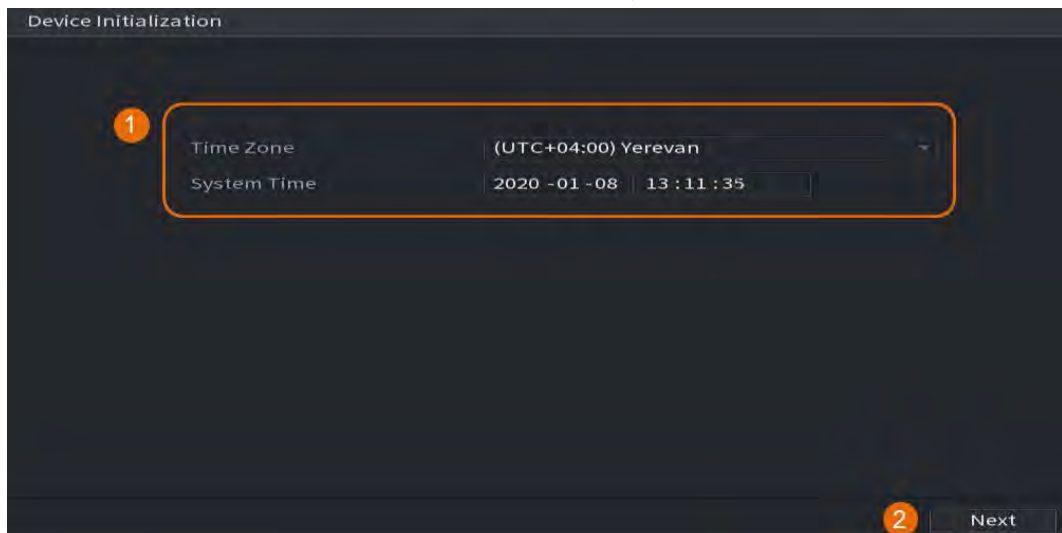 Device Initialization
1
Time Zone (UTC+04:00) Yerevan
System Time 2020 -01 -08 13 : 11 : 35
2 Next